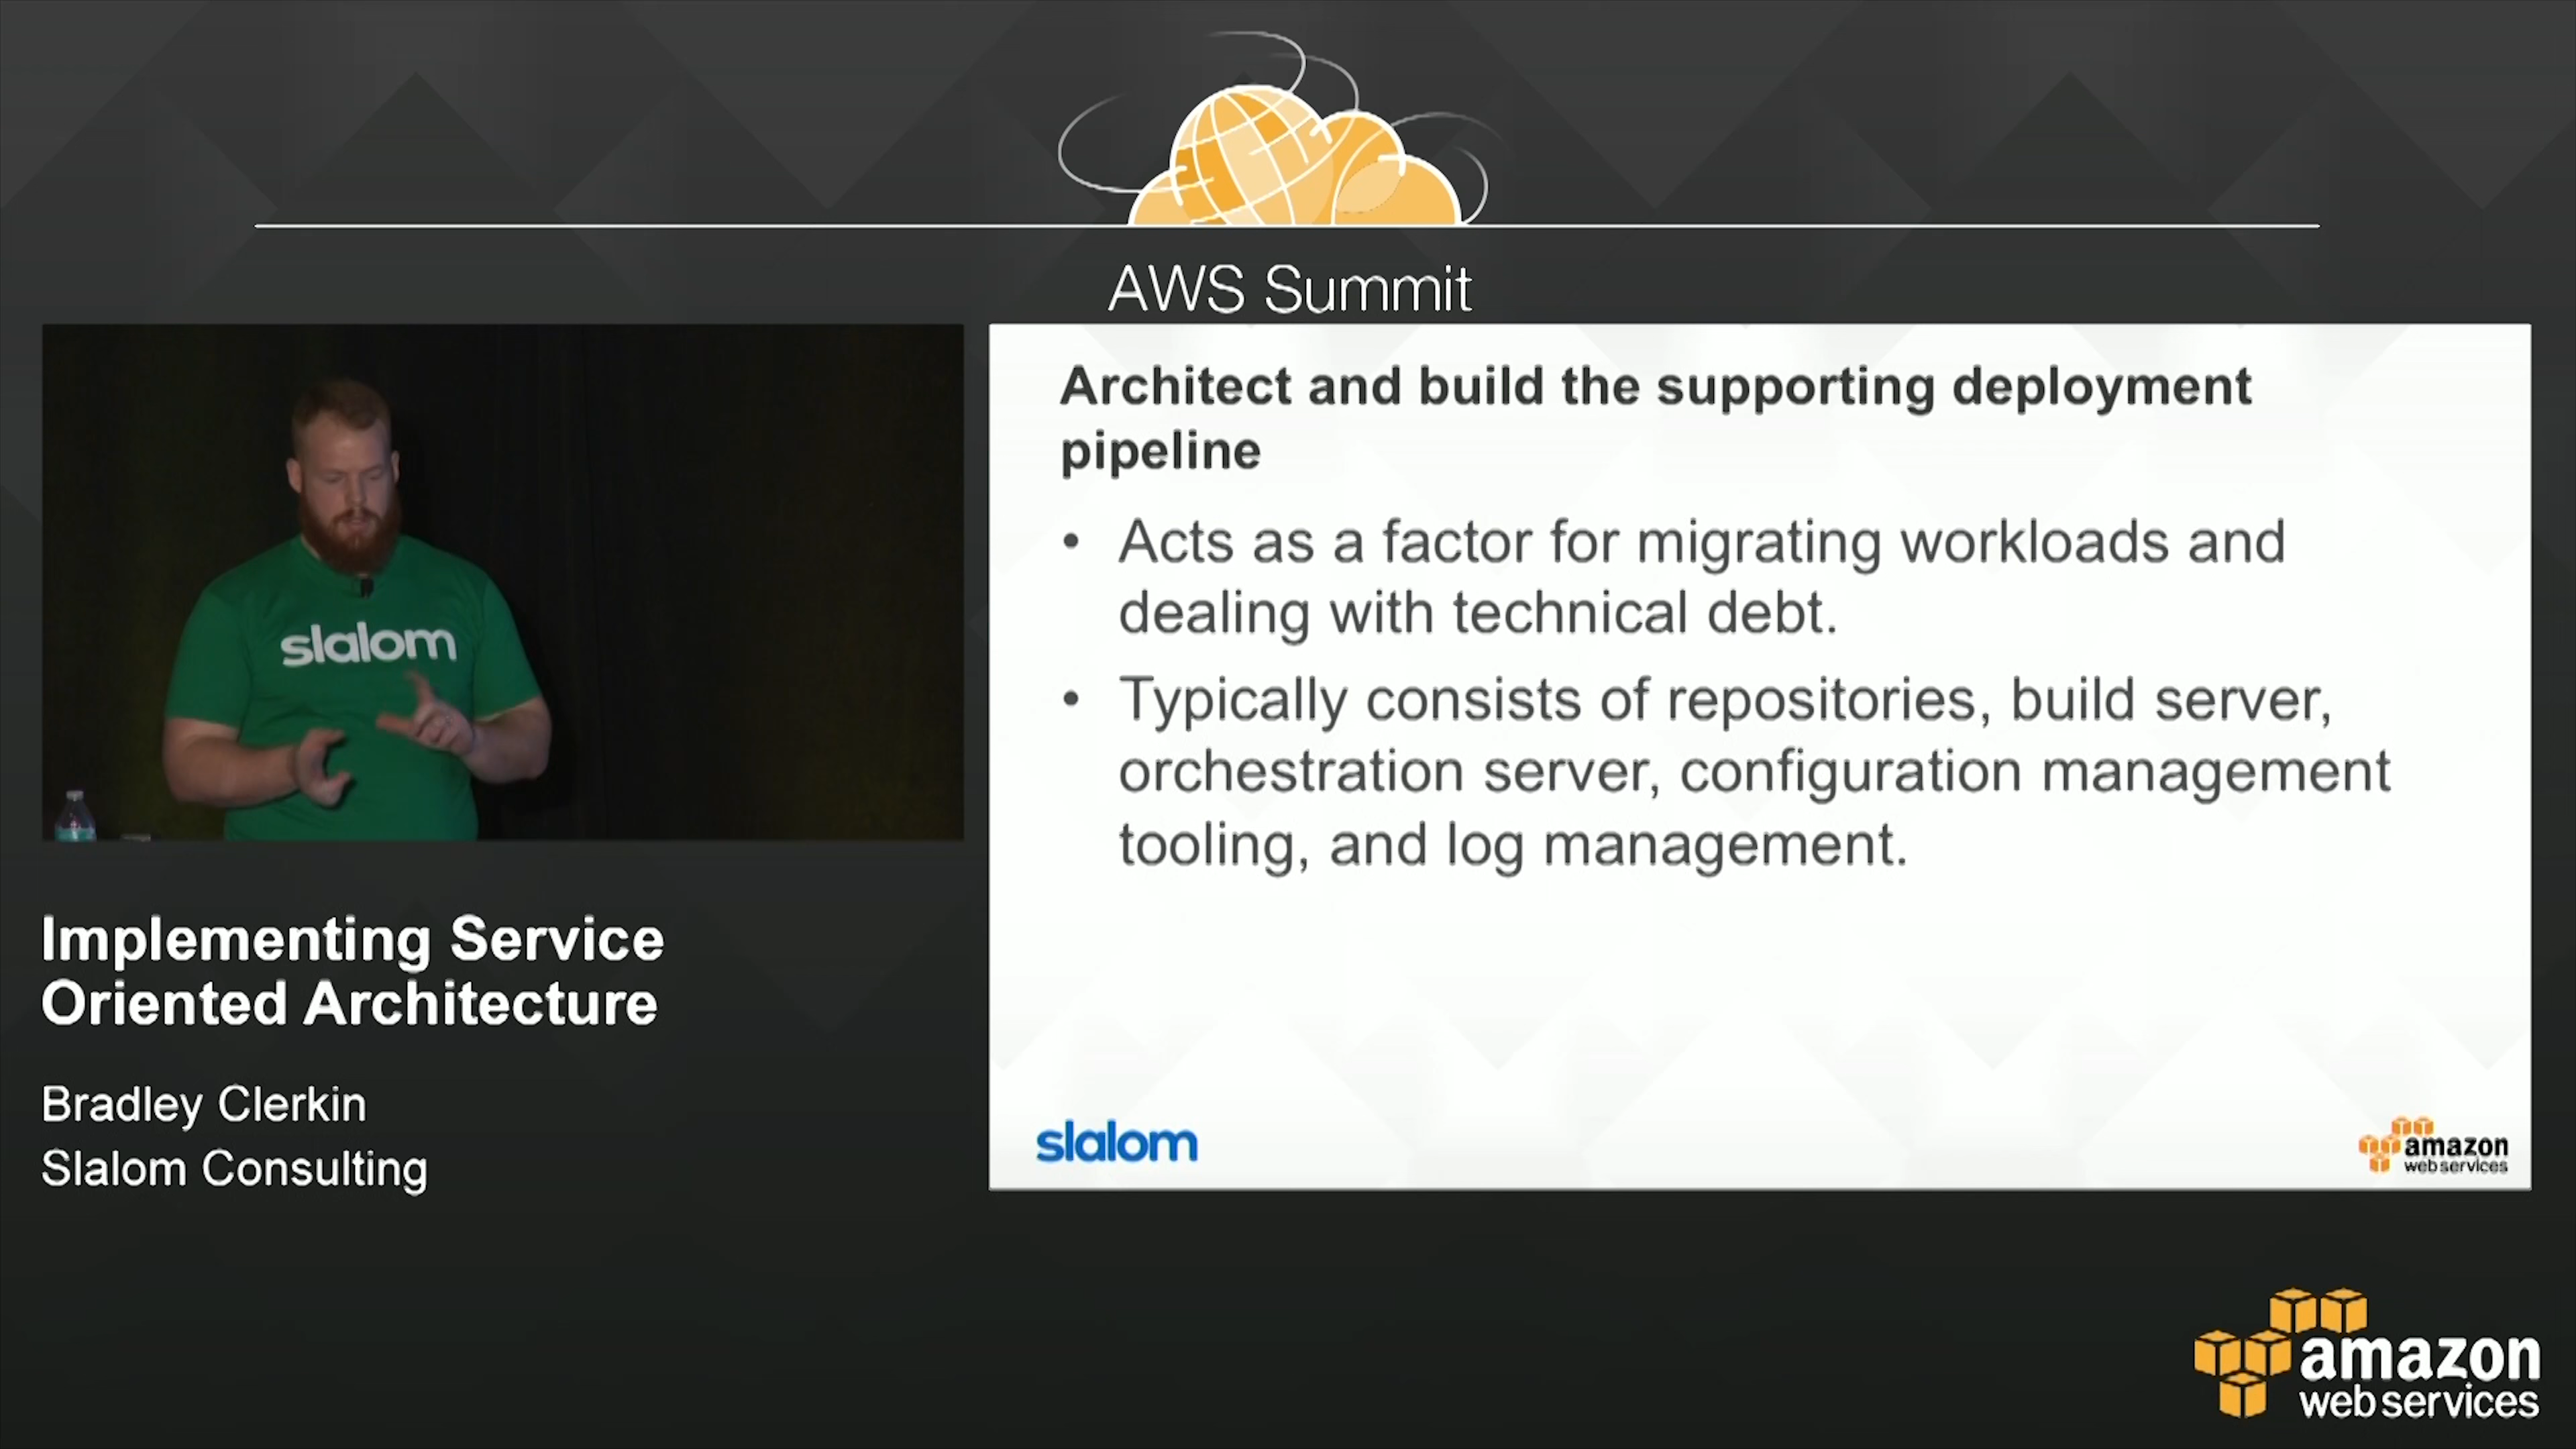 AWS Summit
slalom
Architect and build the supporting deployment
pipeline
• Acts as a factor for migrating workloads and
dealing with technical debt.
• Typically consists of repositories, build server,
orchestration server, configuration management
tooling, and log management.
slalom
amazon
web services
Implementing Service
Oriented Architecture
Bradley Clerkin
Slalom Consulting
amazon
web services